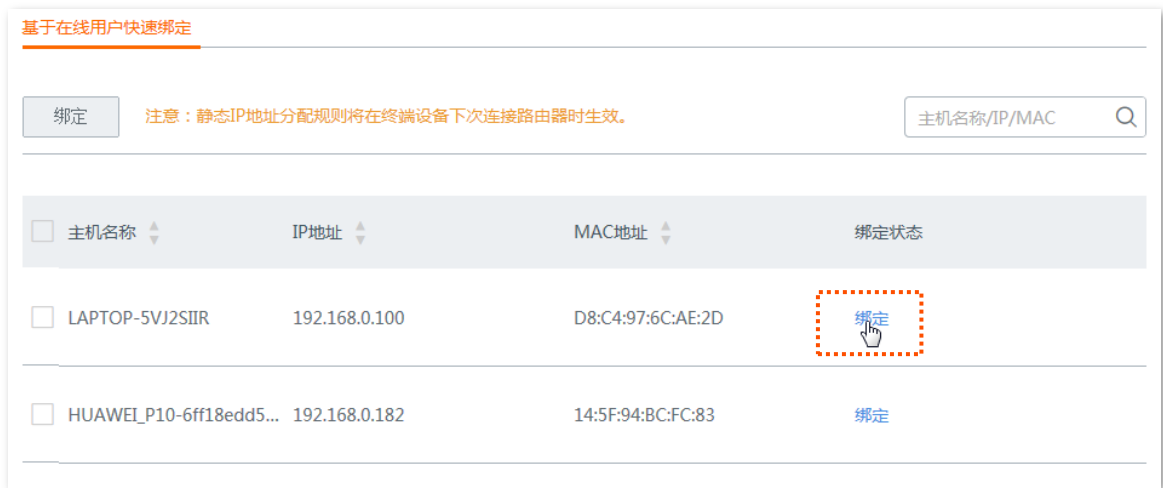 基于在线用户快速绑定
绑定 注意：静态IP地址分配规则将在终端设备下次连接路由器时生效。 主机名称/IP/MAC
主机名称 IP地址 MAC地址 绑定状态
LAPTOP-5VJ2SIIR 192.168.0.100 D8:C4:97:6C:AE:2D 绑定
HUAWEI_P10-6ff18edd5... 192.168.0.182 14:5F:94:BC:FC:83 绑定